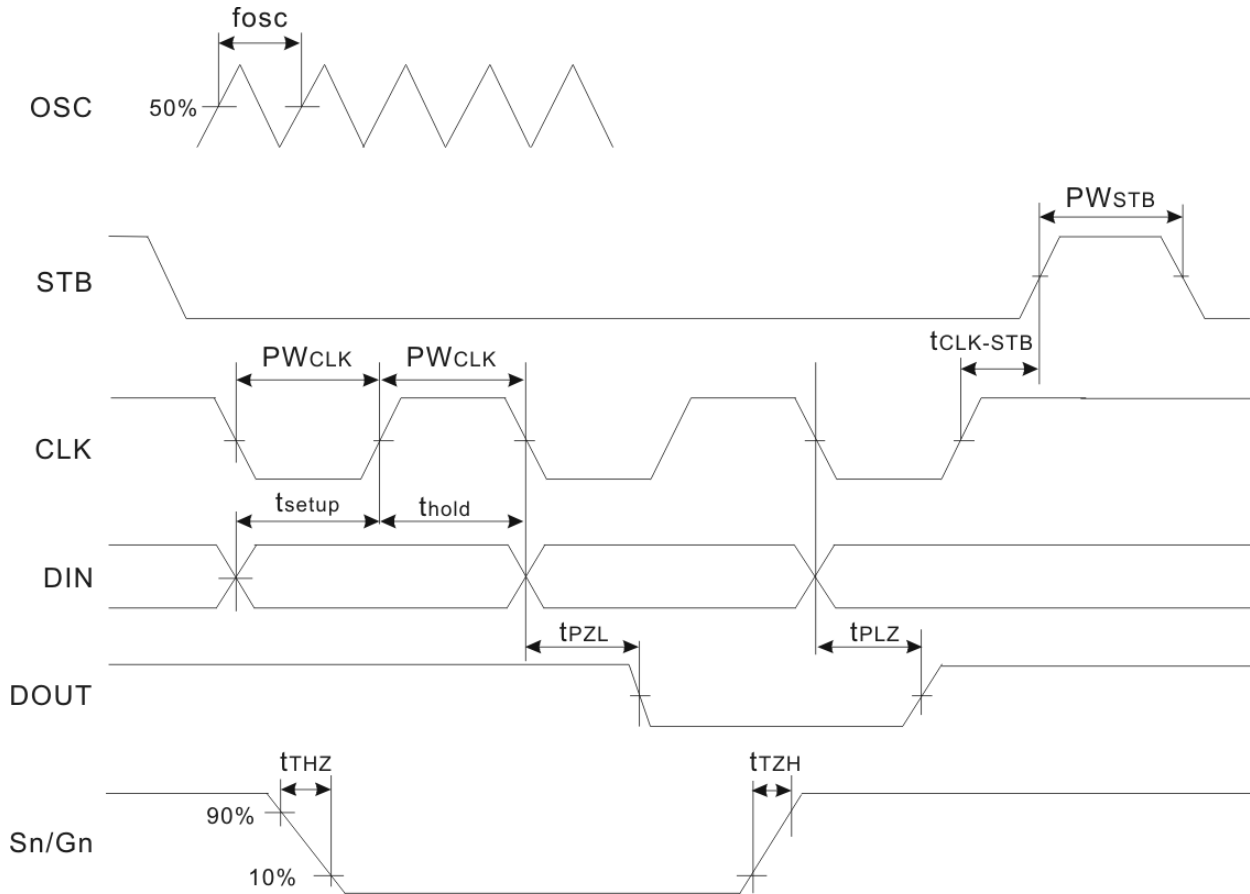 fosc
OSC
50%
PWSTB
STB
tCLK-STB
PWCLK PWCLK
CLK
tsetup thold
DIN
tPZL tPLZ
DOUT
tTHZ tTZH
90%
Sn/Gn
10%